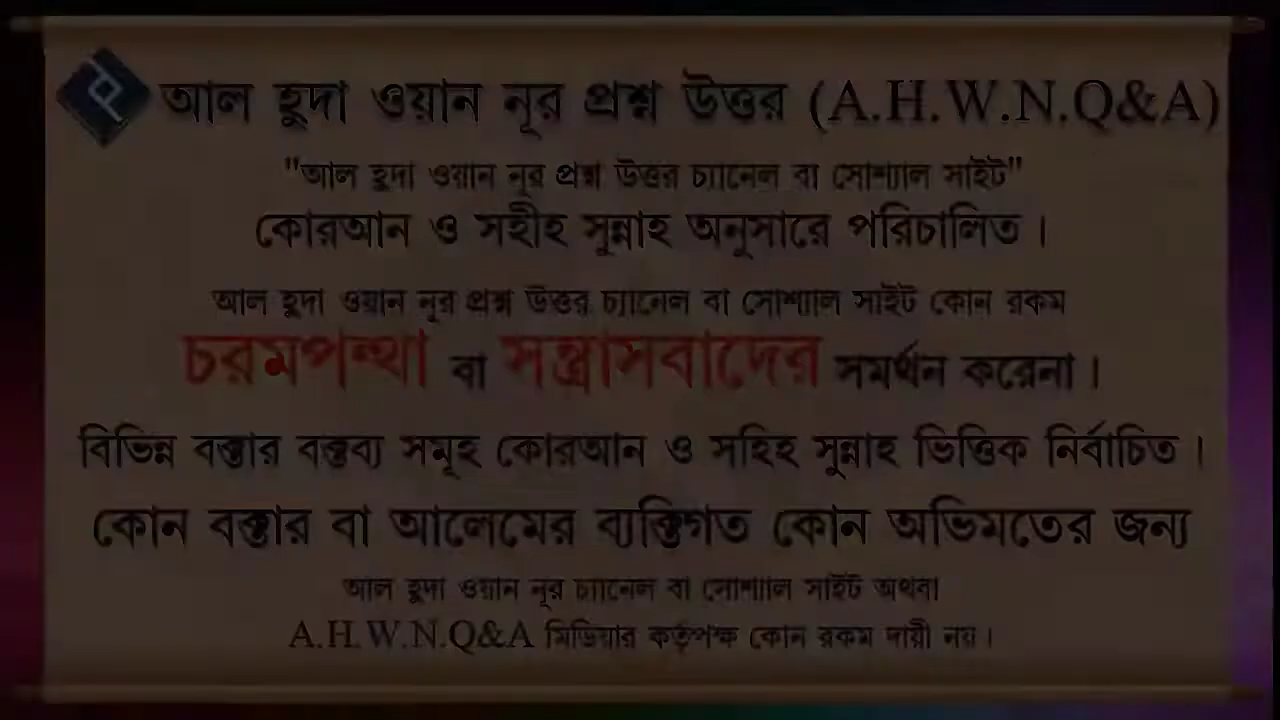 আল হুদা ওয়ান নূর প্রশ্ন উত্তর (A.H.W.N.Q&A)
"আল হুদা ওয়ান নূর প্রশ্ন উত্তর চ্যানেল বা সোশ্যাল সাইট"
কোরআন ও সহীহ সুন্নাহ অনুসারে পরিচালিত ।
আল হুদা ওয়ান নূর প্রশ্ন উত্তর চ্যানেল বা সোশ্যাল সাইট কোন রকম
চরমপন্থা বা সন্ত্রাসবাদের সমর্থন করেনা ।
বিভিন্ন বক্তার বক্তব্য সমূহ কোরআন ও সহিহ সুন্নাহ ভিত্তিক নির্বাচিত ।
কোন বক্তার বা আলেমের ব্যক্তিগত কোন অভিমতের জন্য
আল হুদা ওয়ান নূর চ্যানেল বা সোশ্যাল সাইট অথবা
A.H.W.N.Q&A মিডিয়ার কর্তৃপক্ষ কোন রকম দায়ী নয় ।